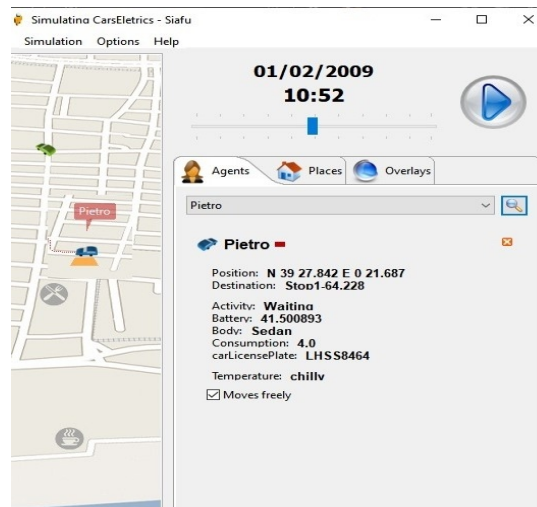 Simulating CarsEletrics - Siafu
Simulation Options Help
01/02/2009
10:52
Agents Places Overlays
Pietro
Pietro
Pietro
Position: N 39 27.842 E 0 21.687
Destination: Stop1-64.228
Activity: Waiting
Battery: 41.500893
Body: Sedan
Consumption: 4.0
carLicensePlate: LHSS8464
Temperature: chilly
Moves freely